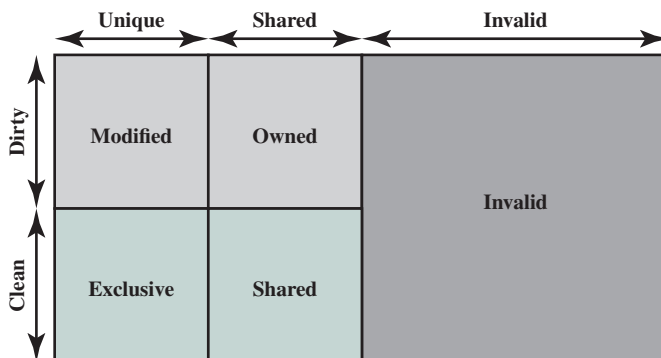 Unique Shared Invalid
Dirty
Modified Owned
Invalid
Clean
Exclusive Shared